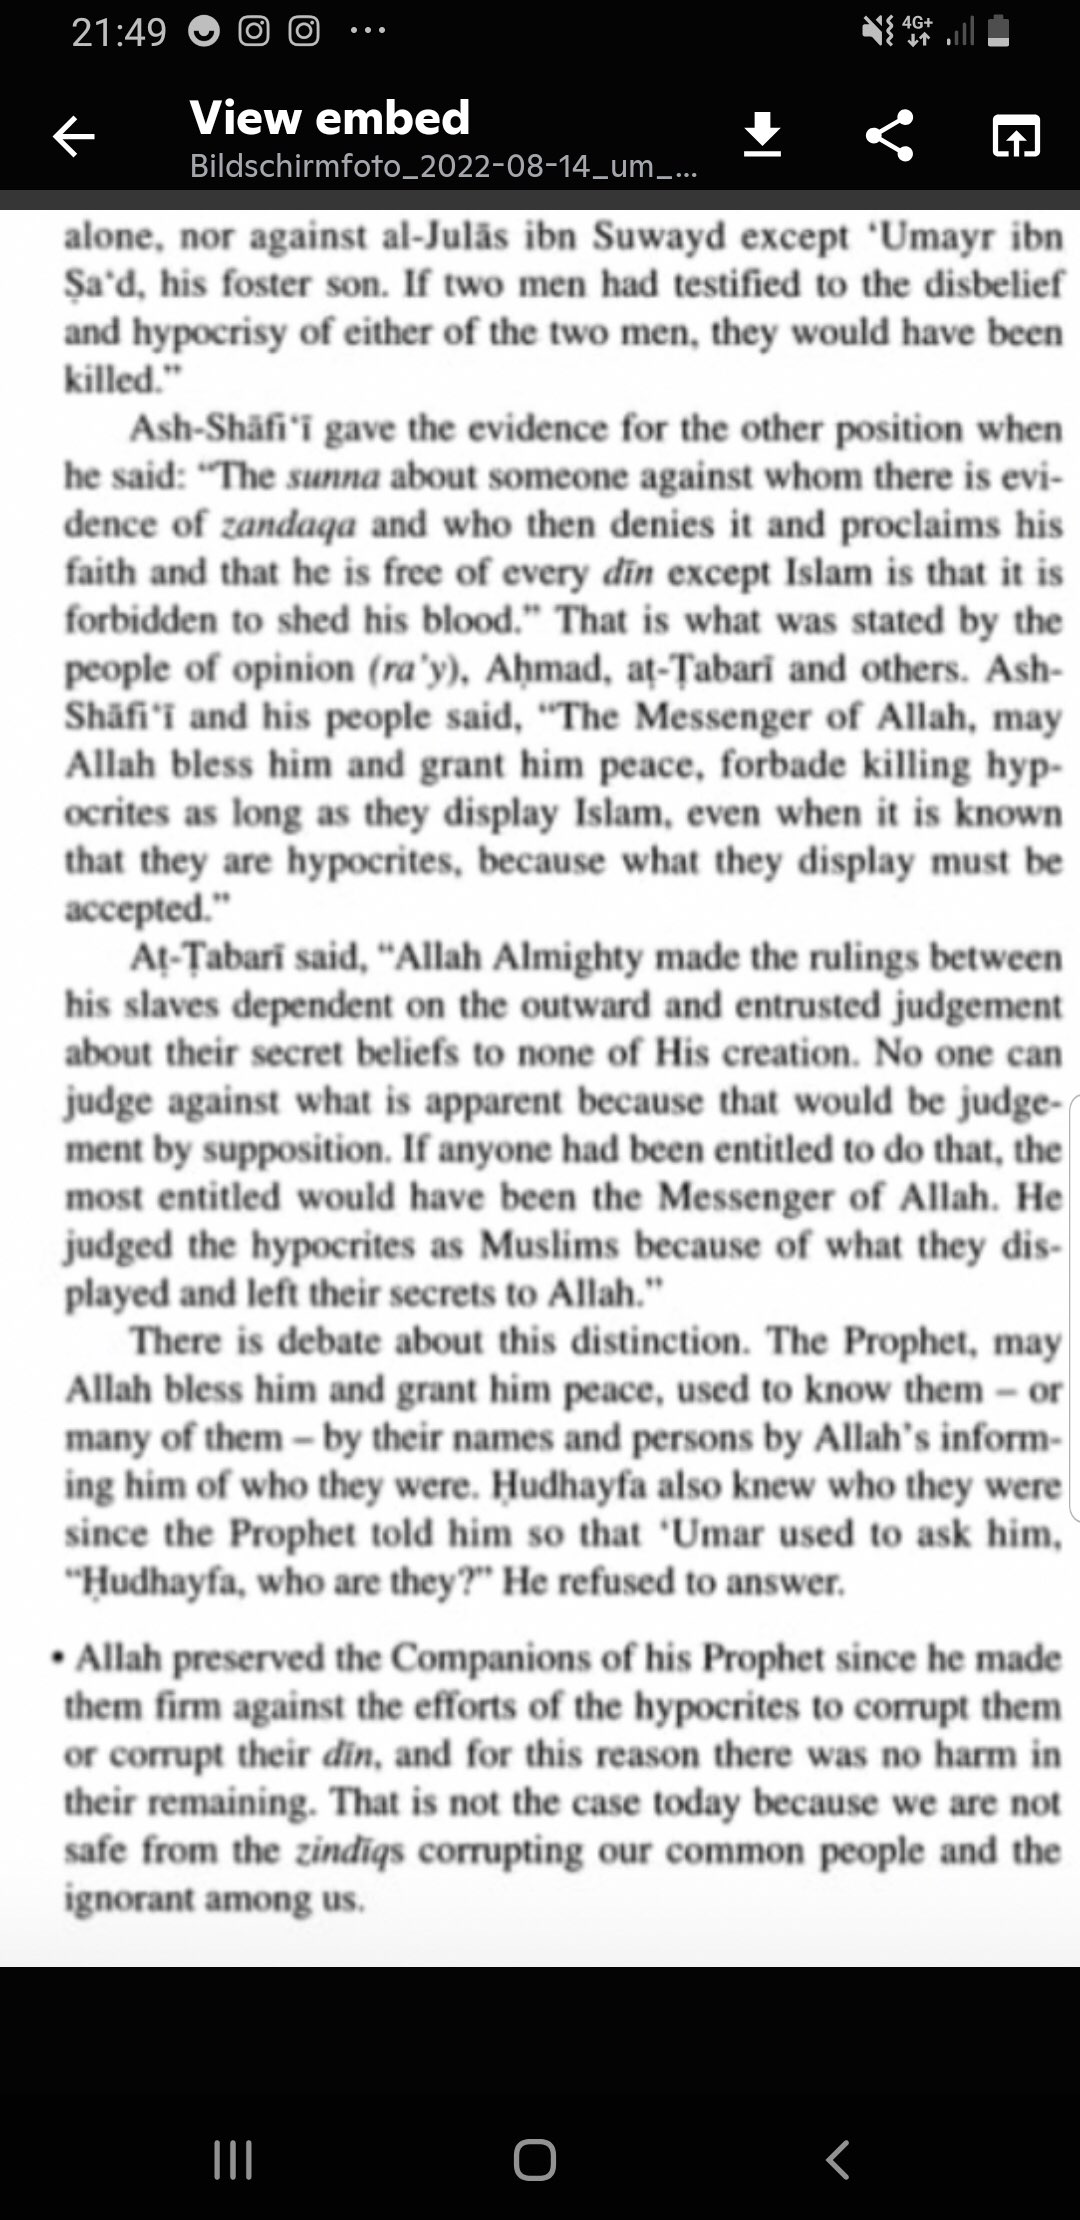 21:49
4G+
View embed
Bildschirmfoto_2022-08-14_um_...
alone, nor against al-Julās ibn Suwayd except ʻUmayr ibn
Ṣaʻd, his foster son. If two men had testified to the disbelief
and hypocrisy of either of the two men, they would have been
killed.”
Ash-Shāfiʻī gave the evidence for the other position when
he said: “The sunna about someone against whom there is evi-
dence of zandaqa and who then denies it and proclaims his
faith and that he is free of every dīn except Islam is that it is
forbidden to shed his blood.” That is what was stated by the
people of opinion (ra’y), Aḥmad, aṭ-Ṭabarī and others. Ash-
Shāfiʻī and his people said, “The Messenger of Allah, may
Allah bless him and grant him peace, forbade killing hyp-
ocrites as long as they display Islam, even when it is known
that they are hypocrites, because what they display must be
accepted.”
Aṭ-Ṭabarī said, “Allah Almighty made the rulings between
his slaves dependent on the outward and entrusted judgement
about their secret beliefs to none of His creation. No one can
judge against what is apparent because that would be judge-
ment by supposition. If anyone had been entitled to do that, the
most entitled would have been the Messenger of Allah. He
judged the hypocrites as Muslims because of what they dis-
played and left their secrets to Allah.”
There is debate about this distinction. The Prophet, may
Allah bless him and grant him peace, used to know them – or
many of them – by their names and persons by Allah’s inform-
ing him of who they were. Ḥudhayfa also knew who they were
since the Prophet told him so that ʻUmar used to ask him,
“Ḥudhayfa, who are they?” He refused to answer.
• Allah preserved the Companions of his Prophet since he made
them firm against the efforts of the hypocrites to corrupt them
or corrupt their dīn, and for this reason there was no harm in
their remaining. That is not the case today because we are not
safe from the zindīqs corrupting our common people and the
ignorant among us.